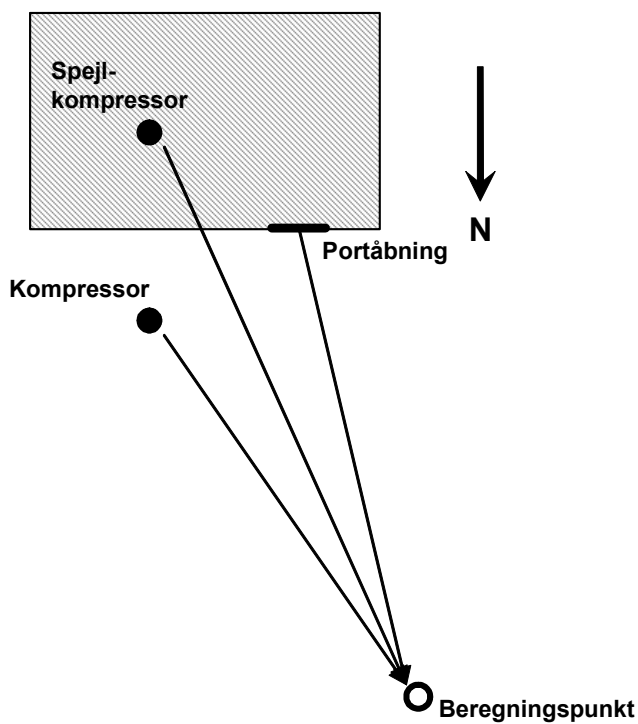 Spejl-
kompressor
N
Portåbning
Kompressor
Beregningspunkt